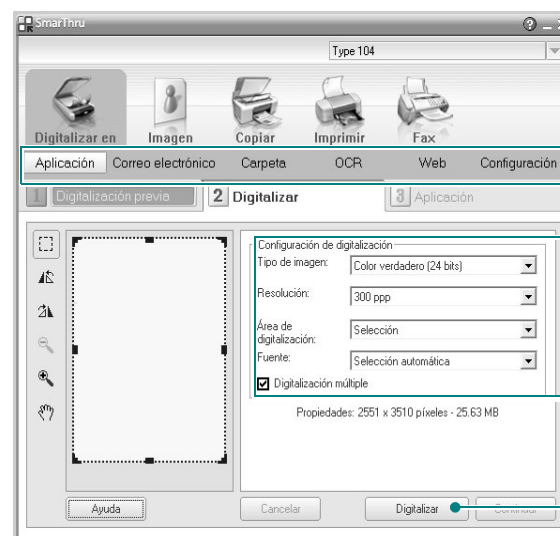 SmarThru
Type 104
Digitalizar en Imagen Copiar Imprimir Fax
Aplicación Correo electrónico Carpeta OCR Web Configuración
1 Digitalización previa 2 Digitalizar 3 Aplicación
Configuración de digitalización
Tipo de imagen: Color verdadero (24 bits)
Resolución: 300 ppp
Área de
digitalización: Selección
Fuente: Selección automática
Digitalización múltiple
Propiedades: 2551 x 3510 píxeles - 25.63 MB
Ayuda Cancelar Digitalizar